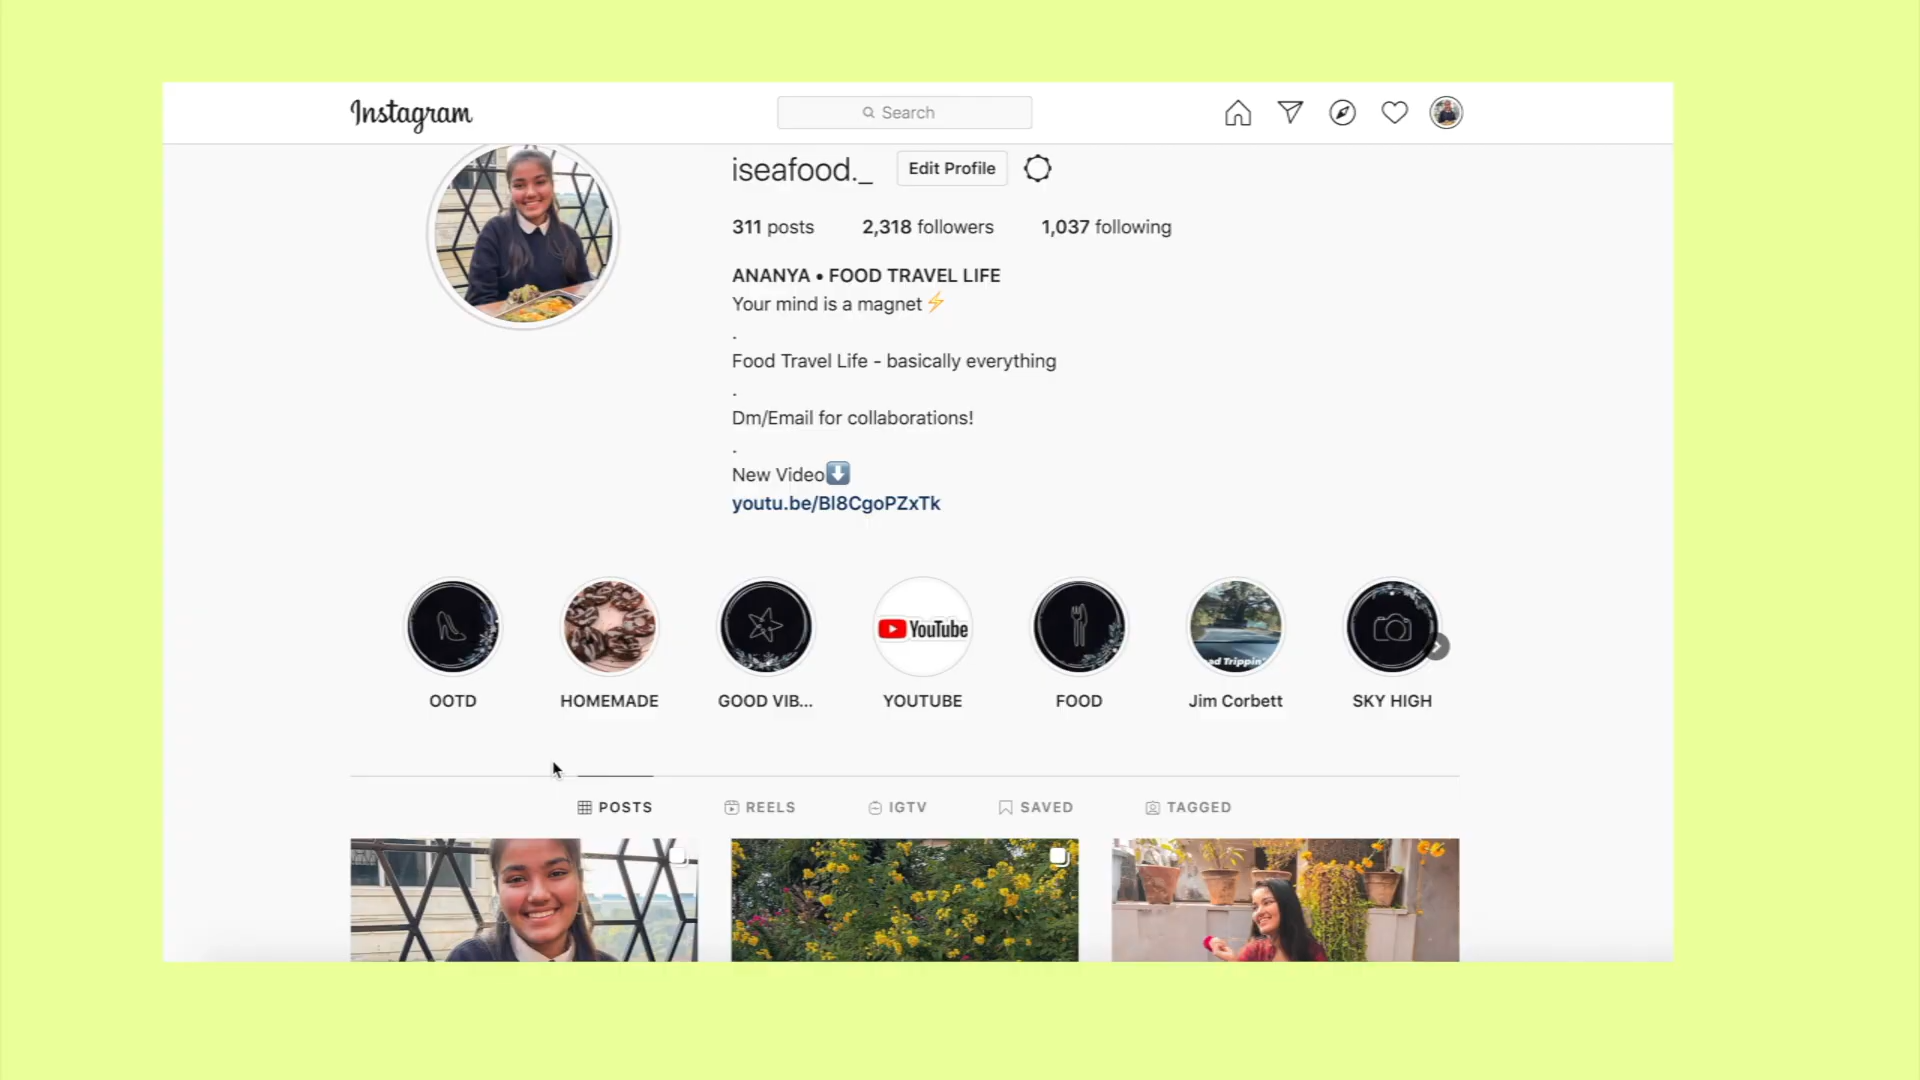 Instagram
Search
iseafood._
Edit Profile
311 posts 2,318 followers 1,037 following
ANANYA • FOOD TRAVEL LIFE
Your mind is a magnet ⚡
.
Food Travel Life - basically everything
.
Dm/Email for collaborations!
.
New Video⬇️
youtu.be/Bl8CgoPZxTk
YouTube
ad Trippin'
OOTD HOMEMADE GOOD VIB... YOUTUBE FOOD Jim Corbett SKY HIGH
POSTS REELS IGTV SAVED TAGGED